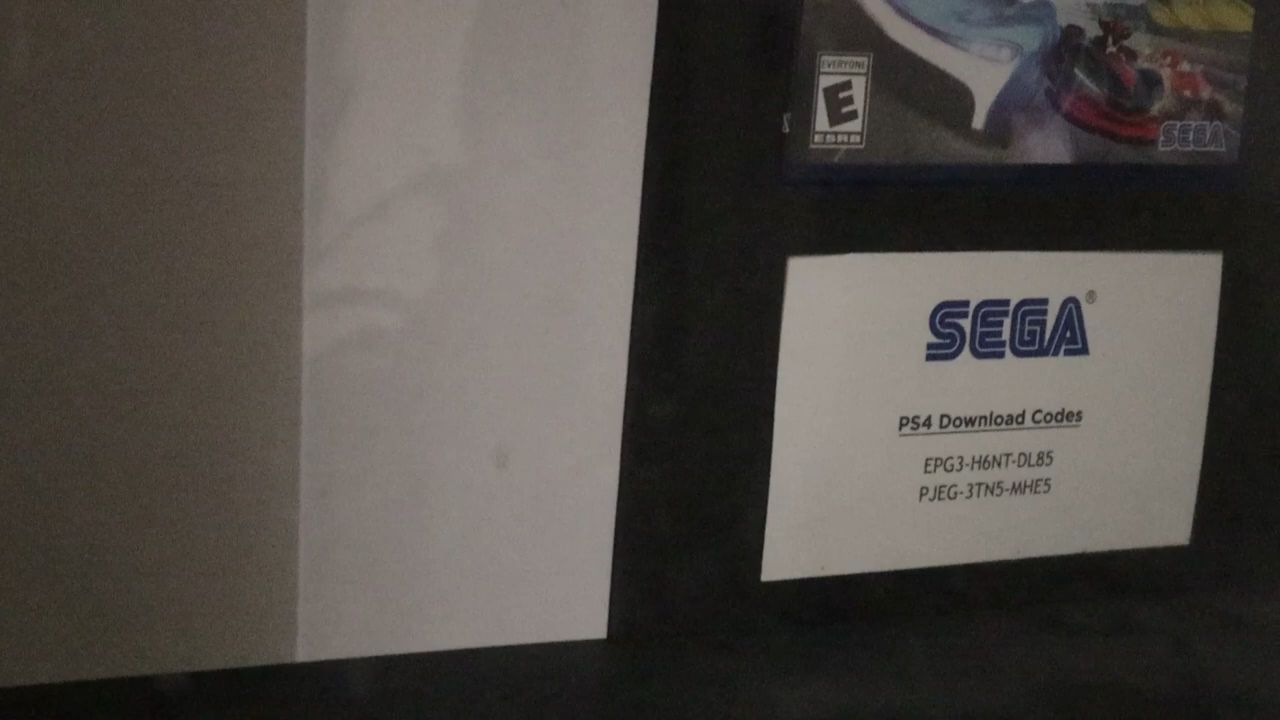 EVERYONE
E
ESRB
SEGA
SEGA®
PS4 Download Codes
EPG3-H6NT-DL85
PJEG-3TN5-MHE5